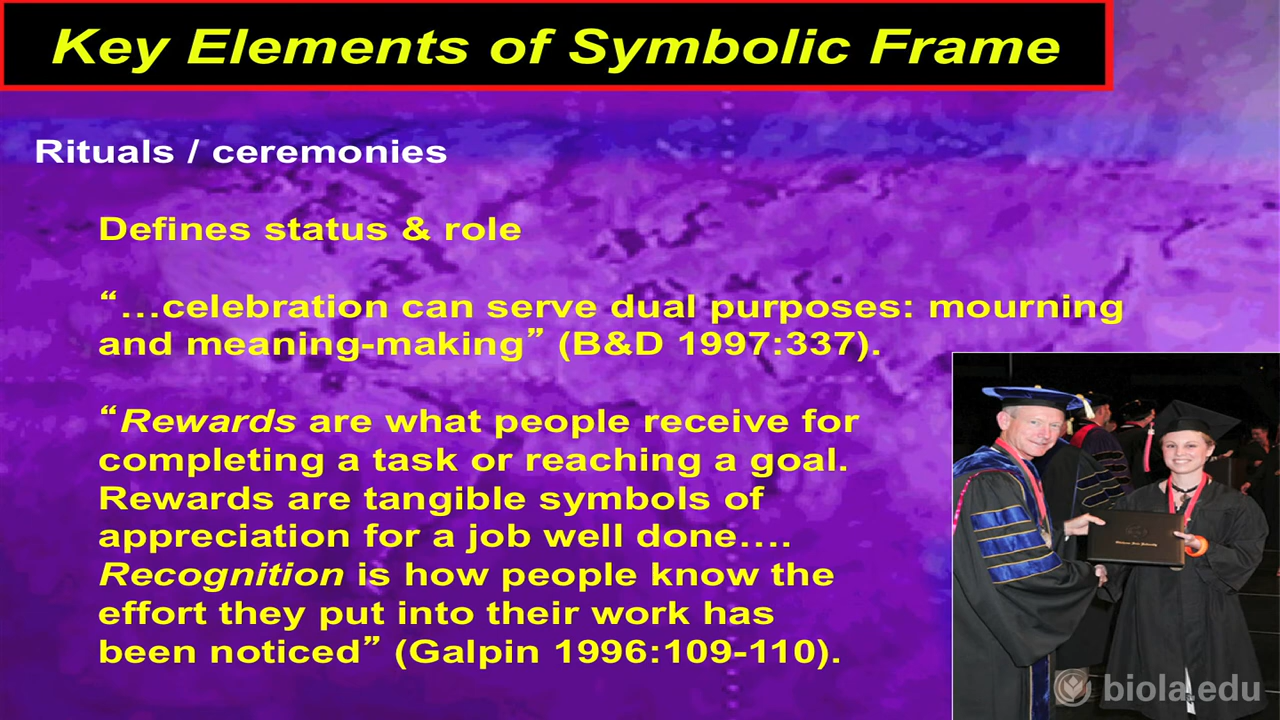 Key Elements of Symbolic Frame
Rituals / ceremonies
Defines status & role
“…celebration can serve dual purposes: mourning
and meaning-making” (B&D 1997:337).
“Rewards are what people receive for
completing a task or reaching a goal.
Rewards are tangible symbols of
appreciation for a job well done….
Recognition is how people know the
effort they put into their work has
been noticed” (Galpin 1996:109-110).
biola.edu